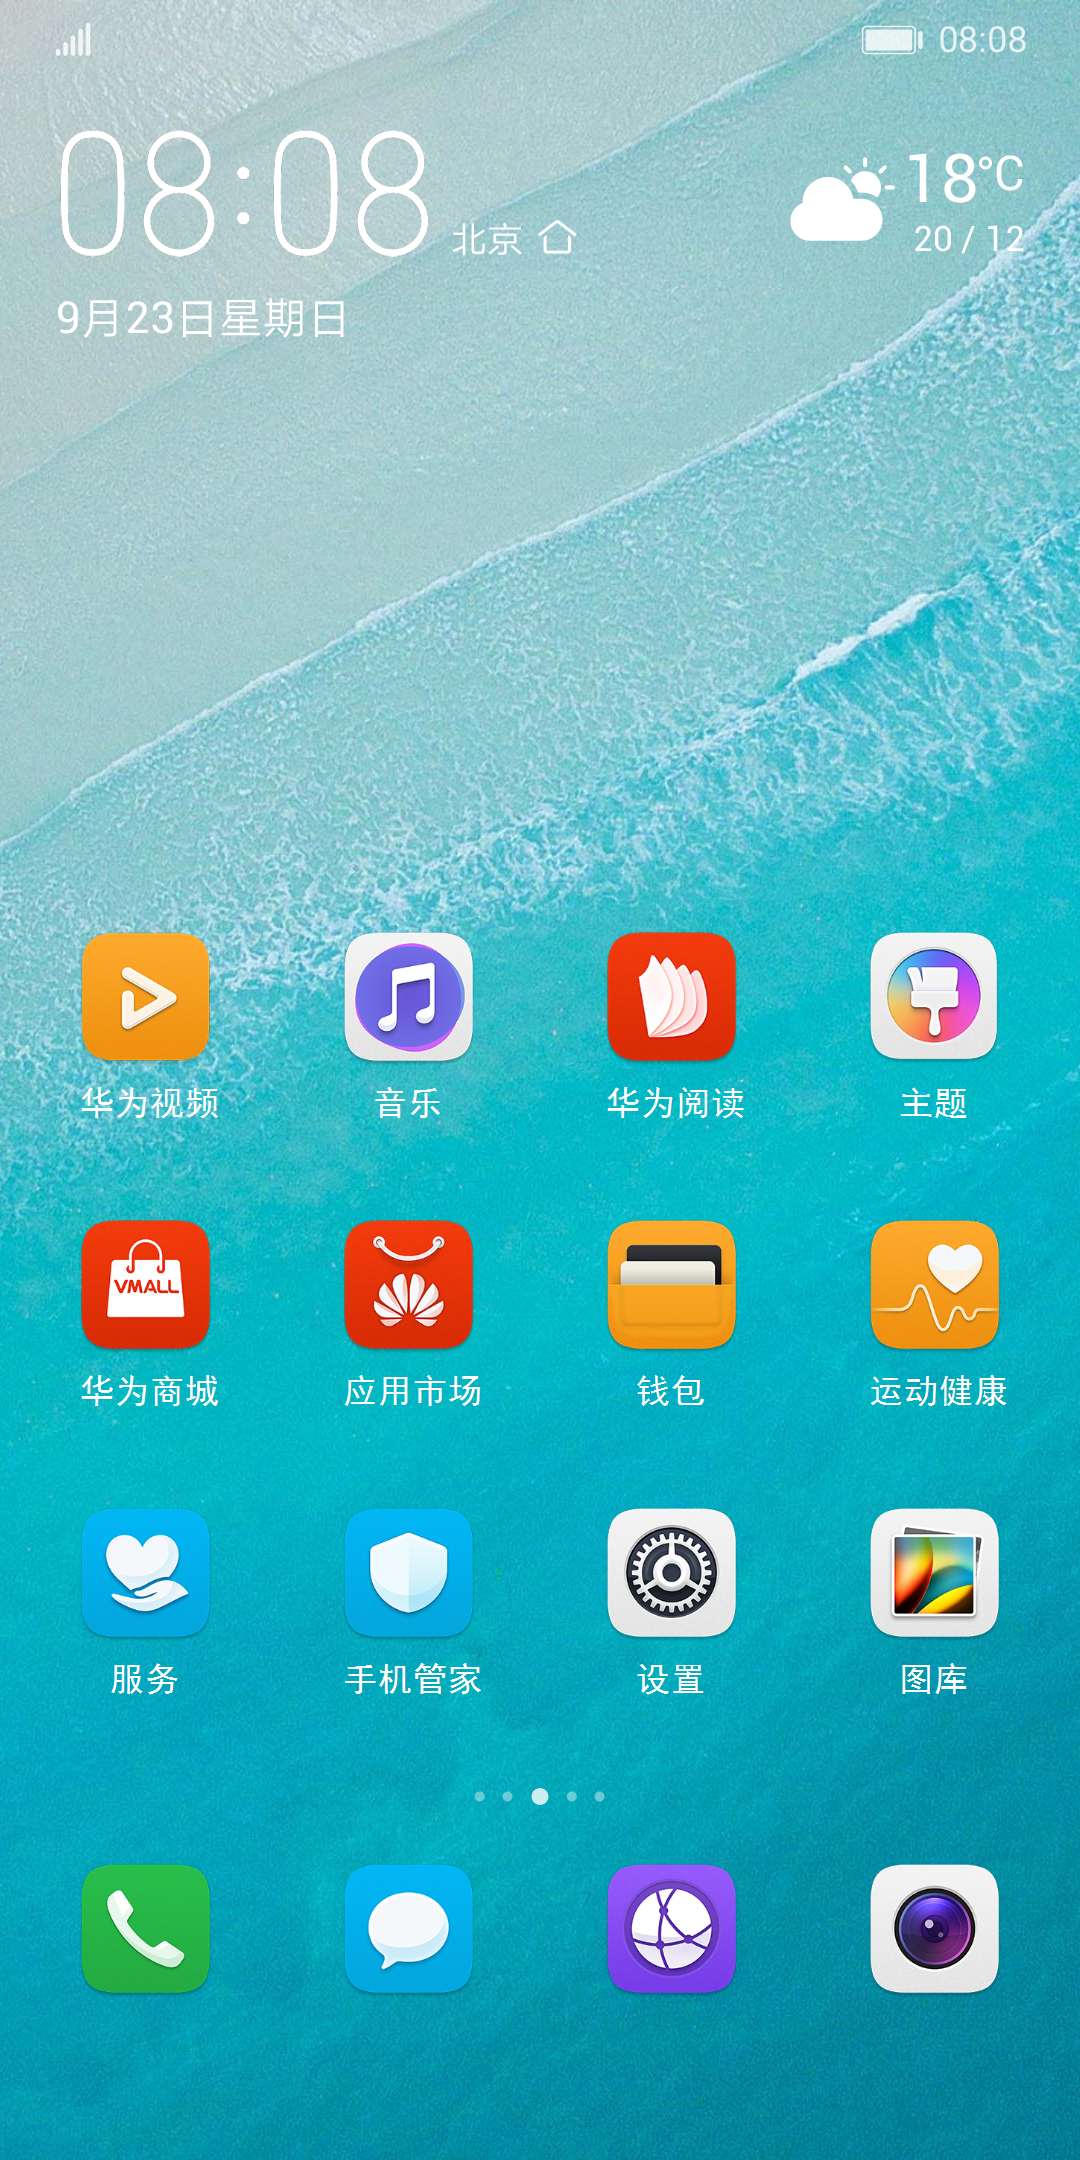 08:08
08:08
北京
18°C
20 / 12
9月23日星期日
华为视频
音乐
华为阅读
主题
VMALL
华为商城
应用市场
钱包
运动健康
服务
手机管家
设置
图库